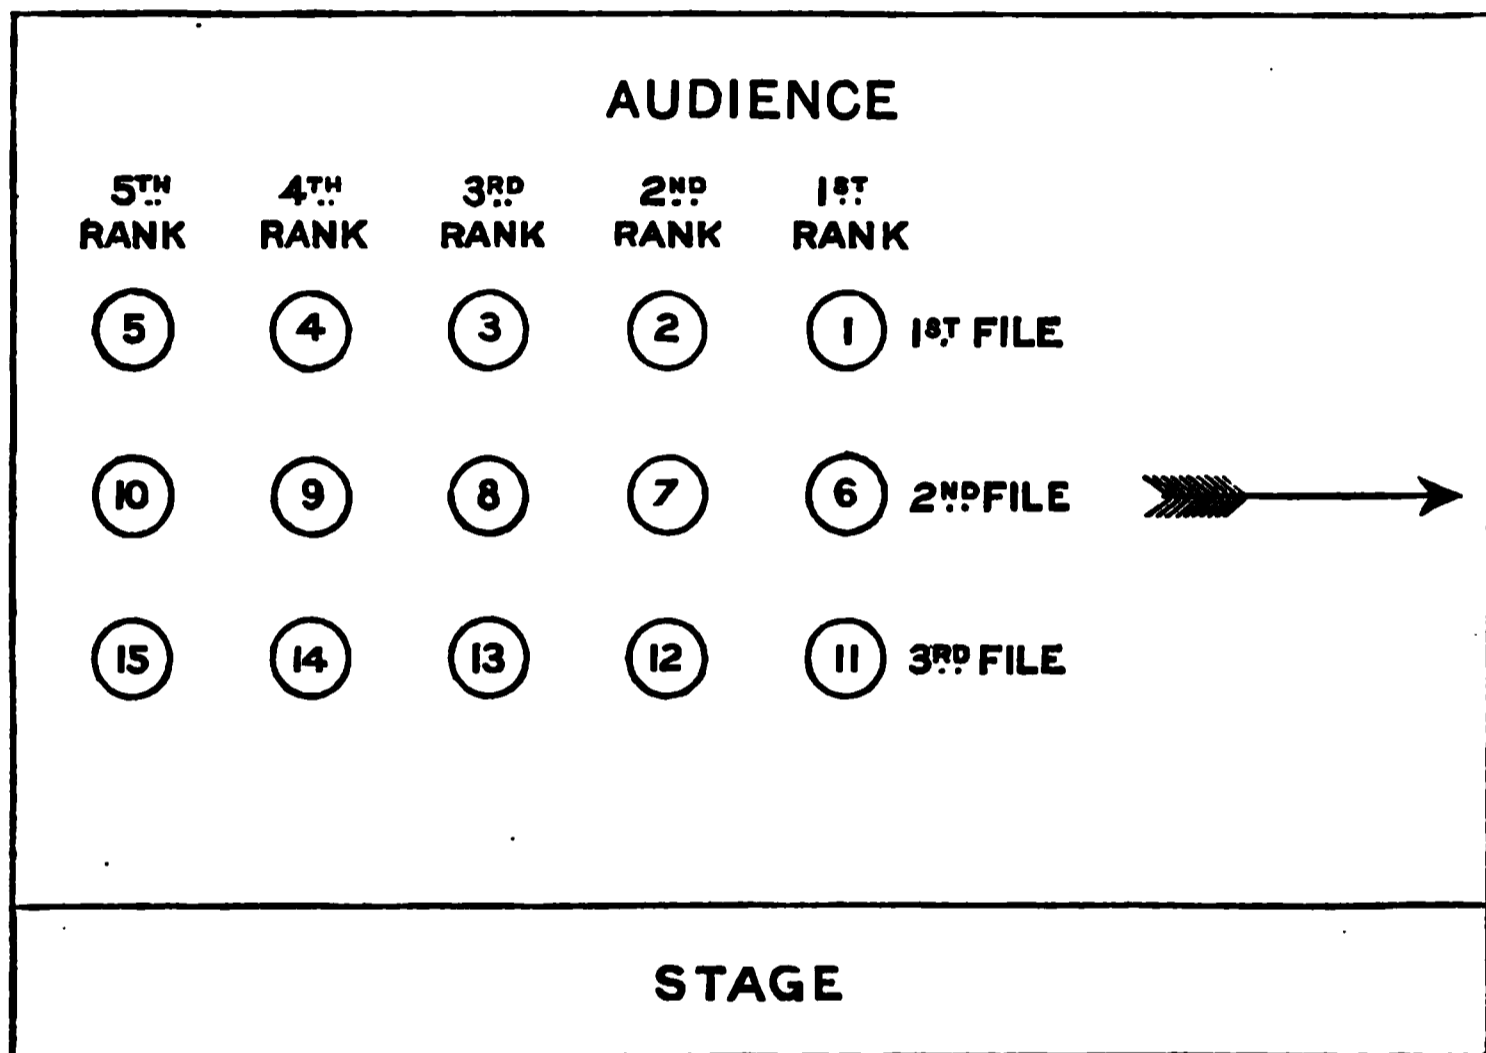 AUDIENCE
5TH 4TH 3RD 2ND 1ST
RANK RANK RANK RANK RANK
5 4 3 2 1 1ST FILE
10 9 8 7 6 2ND FILE
15 14 13 12 11 3RD FILE
STAGE